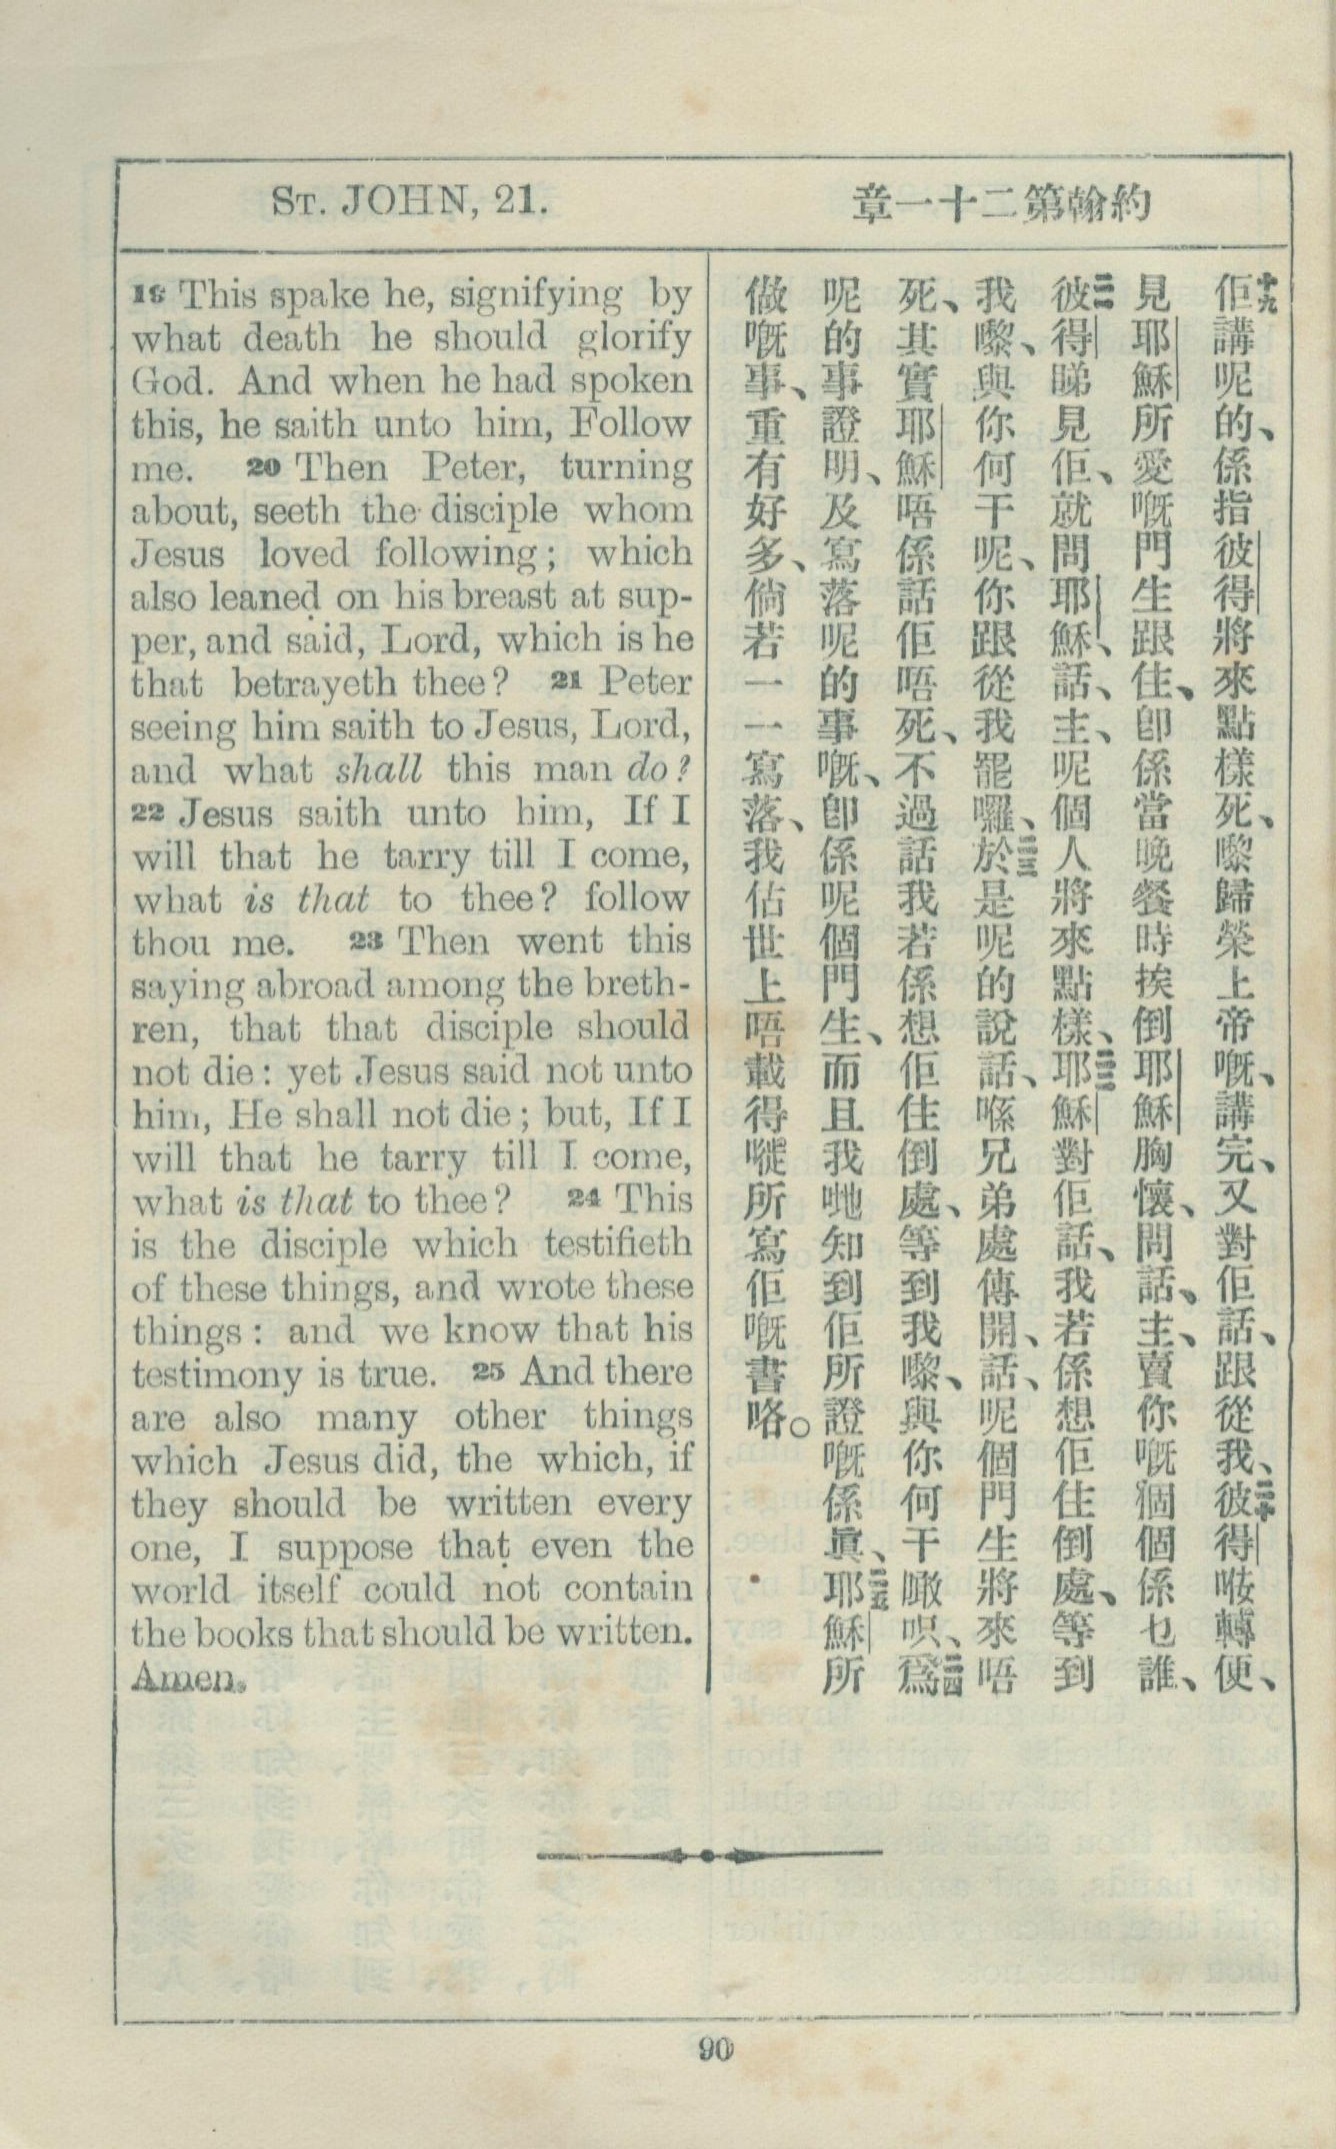 ST. JOHN, 21.
約翰第二十一章
19 This spake he, signifying by
what death he should glorify
God. And when he had spoken
this, he saith unto him, Follow
me. 20 Then Peter, turning
about, seeth the disciple whom
Jesus loved following; which
also leaned on his breast at sup-
per, and said, Lord, which is he
that betrayeth thee? 21 Peter
seeing him saith to Jesus, Lord,
and what shall this man do?
22 Jesus saith unto him, If I
will that he tarry till I come,
what is that to thee? follow
thou me. 23 Then went this
saying abroad among the breth-
ren, that that disciple should
not die: yet Jesus said not unto
him, He shall not die; but, If I
will that he tarry till I come,
what is that to thee? 24 This
is the disciple which testifieth
of these things, and wrote these
things: and we know that his
testimony is true. 25 And there
are also many other things
which Jesus did, the which, if
they should be written every
one, I suppose that even the
world itself could not contain
the books that should be written.
Amen.
十九佢講呢的、係指彼得將來點樣死、嚟歸榮上帝嘅、講完、又對佢話、跟從我、二十彼得𠯋轉便、
見耶穌所愛嘅門生跟住、卽係當晚餐時挨倒耶穌胸懷、問話、主、賣你嘅個個係乜誰、
二一彼得睇見佢、就問耶穌、話、主、呢個人將來點樣、二二耶穌對佢話、我若係想佢住倒處、等到
我嚟、與你何干呢、你跟從我罷囉、二三於是呢的說話、喺兄弟處傳開、話、呢個門生將來唔
死、其實耶穌唔係話佢唔死、不過話我若係想佢住倒處、等到我嚟、與你何干噉呮、二四爲
呢的事證明、及寫落呢的事嘅、卽係呢個門生、而且我哋知到佢所證嘅係眞、二五耶穌所
做嘅事、重有好多、倘若一一寫落、我估世上唔載得嚡所寫佢嘅書咯。
90